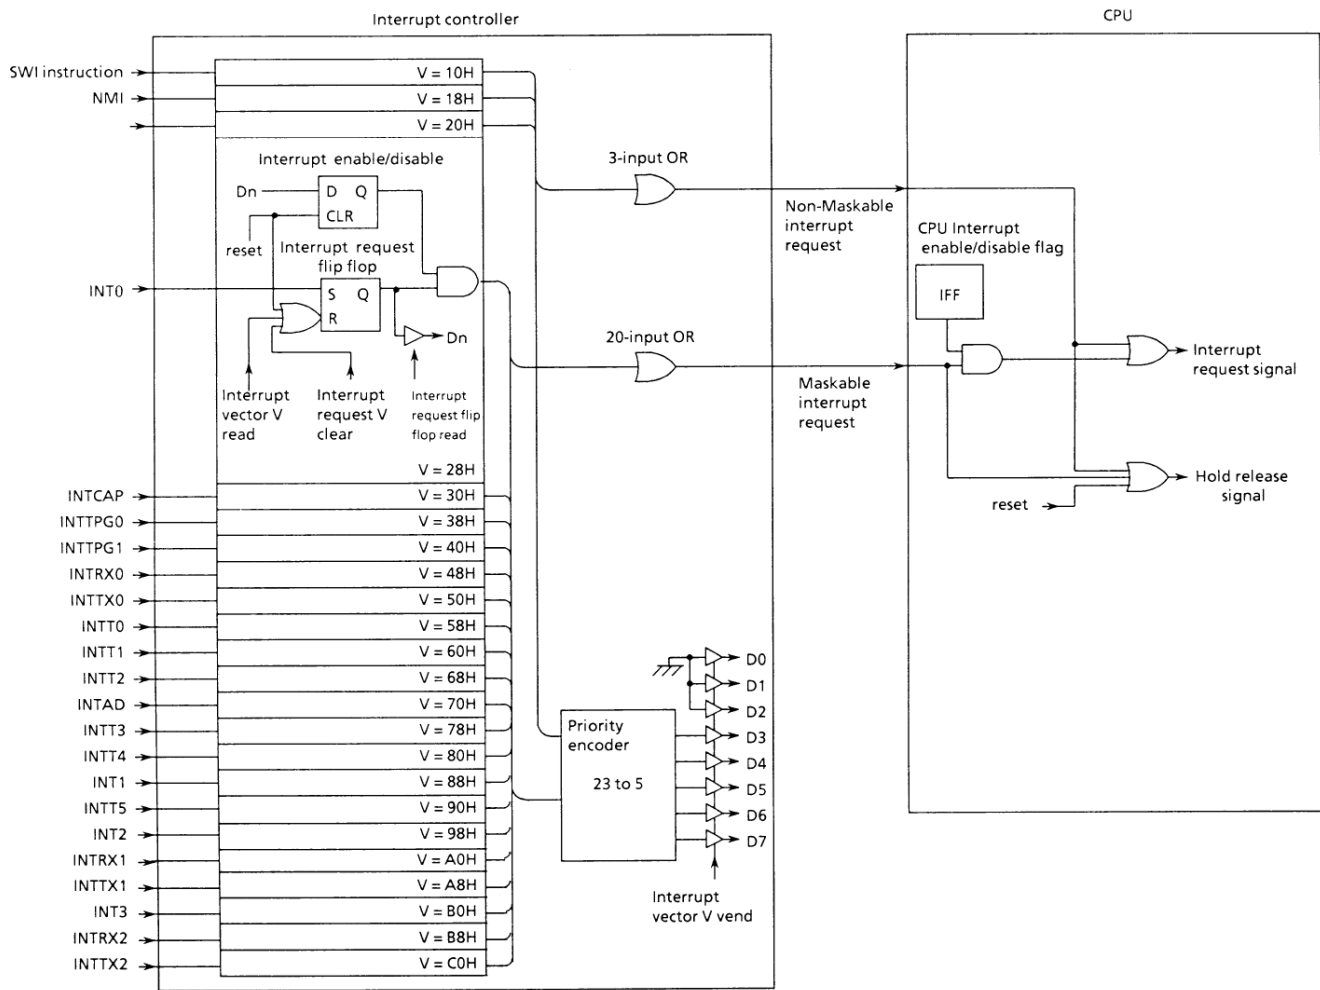 Interrupt controller
CPU
SWI instruction
V = 10H
NMI
V = 18H
V = 20H
Interrupt enable/disable
3-input OR
Dn
D Q
CLR
reset
Non-Maskable
interrupt
request
Interrupt request
flip flop
CPU Interrupt
enable/disable flag
INT0
S Q
R
IFF
Dn
20-input OR
Interrupt
request signal
Maskable
interrupt
request
Interrupt
vector V
read
Interrupt
request V
clear
Interrupt
request flip
flop read
V = 28H
Hold release
signal
reset
INTCAP
V = 30H
INTTPG0
V = 38H
INTTPG1
V = 40H
INTRX0
V = 48H
INTTX0
V = 50H
INTT0
V = 58H
INTT1
V = 60H
INTT2
V = 68H
INTAD
V = 70H
INTT3
V = 78H
INTT4
V = 80H
INT1
V = 88H
INTT5
V = 90H
INT2
V = 98H
INTRX1
V = A0H
INTTX1
V = A8H
INT3
V = B0H
INTRX2
V = B8H
INTTX2
V = C0H
Priority
encoder
23 to 5
D0
D1
D2
D3
D4
D5
D6
D7
Interrupt
vector V vend